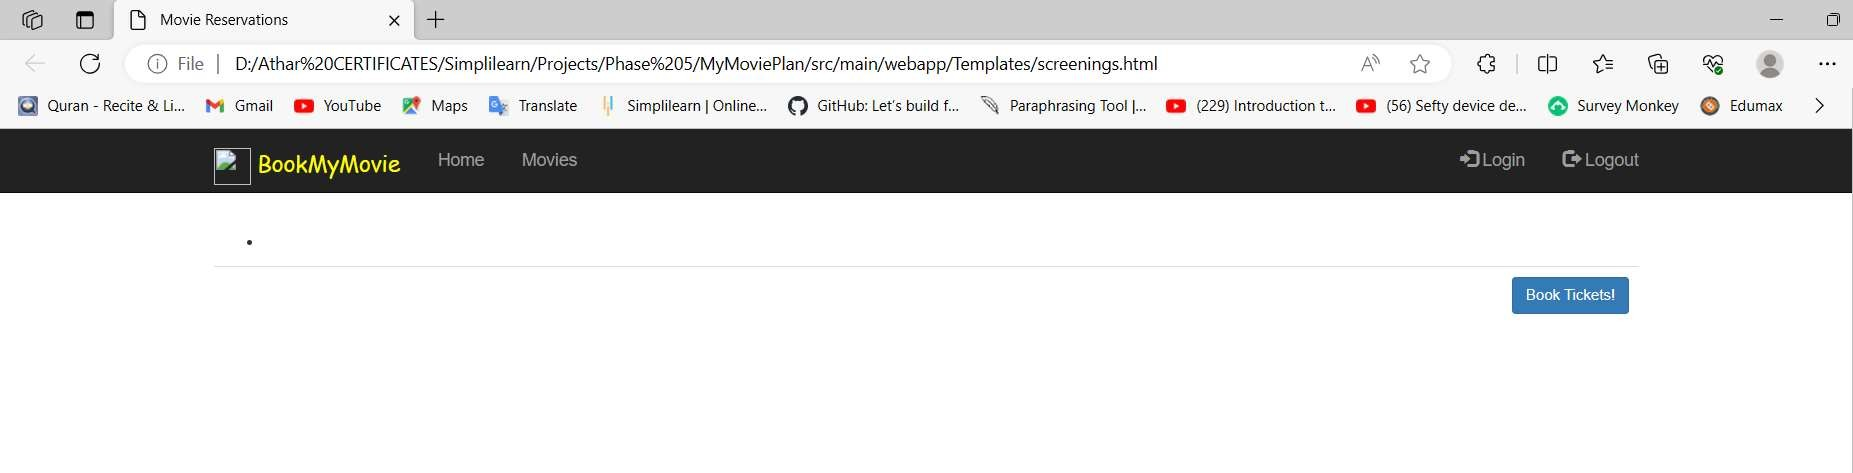 Movie Reservations
File D:/Athar%20CERTIFICATES/Simplilearn/Projects/Phase%205/MyMoviePlan/src/main/webapp/Templates/screenings.html
Quran - Recite & Li... Gmail YouTube Maps Translate Simplilearn | Online... GitHub: Let's build f... Paraphrasing Tool |... (229) Introduction t... (56) Sefty device de... Survey Monkey Edumax
BookMyMovie Home Movies Login Logout
Book Tickets!